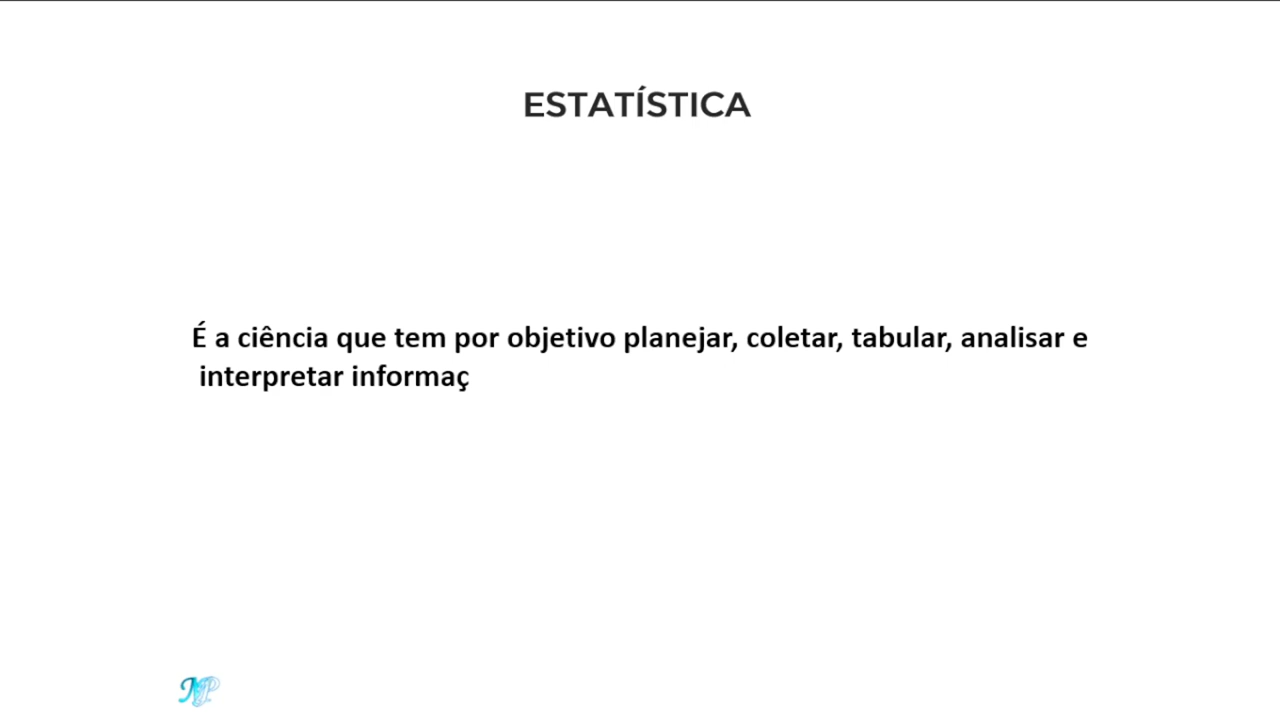 ESTATÍSTICA
É a ciência que tem por objetivo planejar, coletar, tabular, analisar e
interpretar informaç